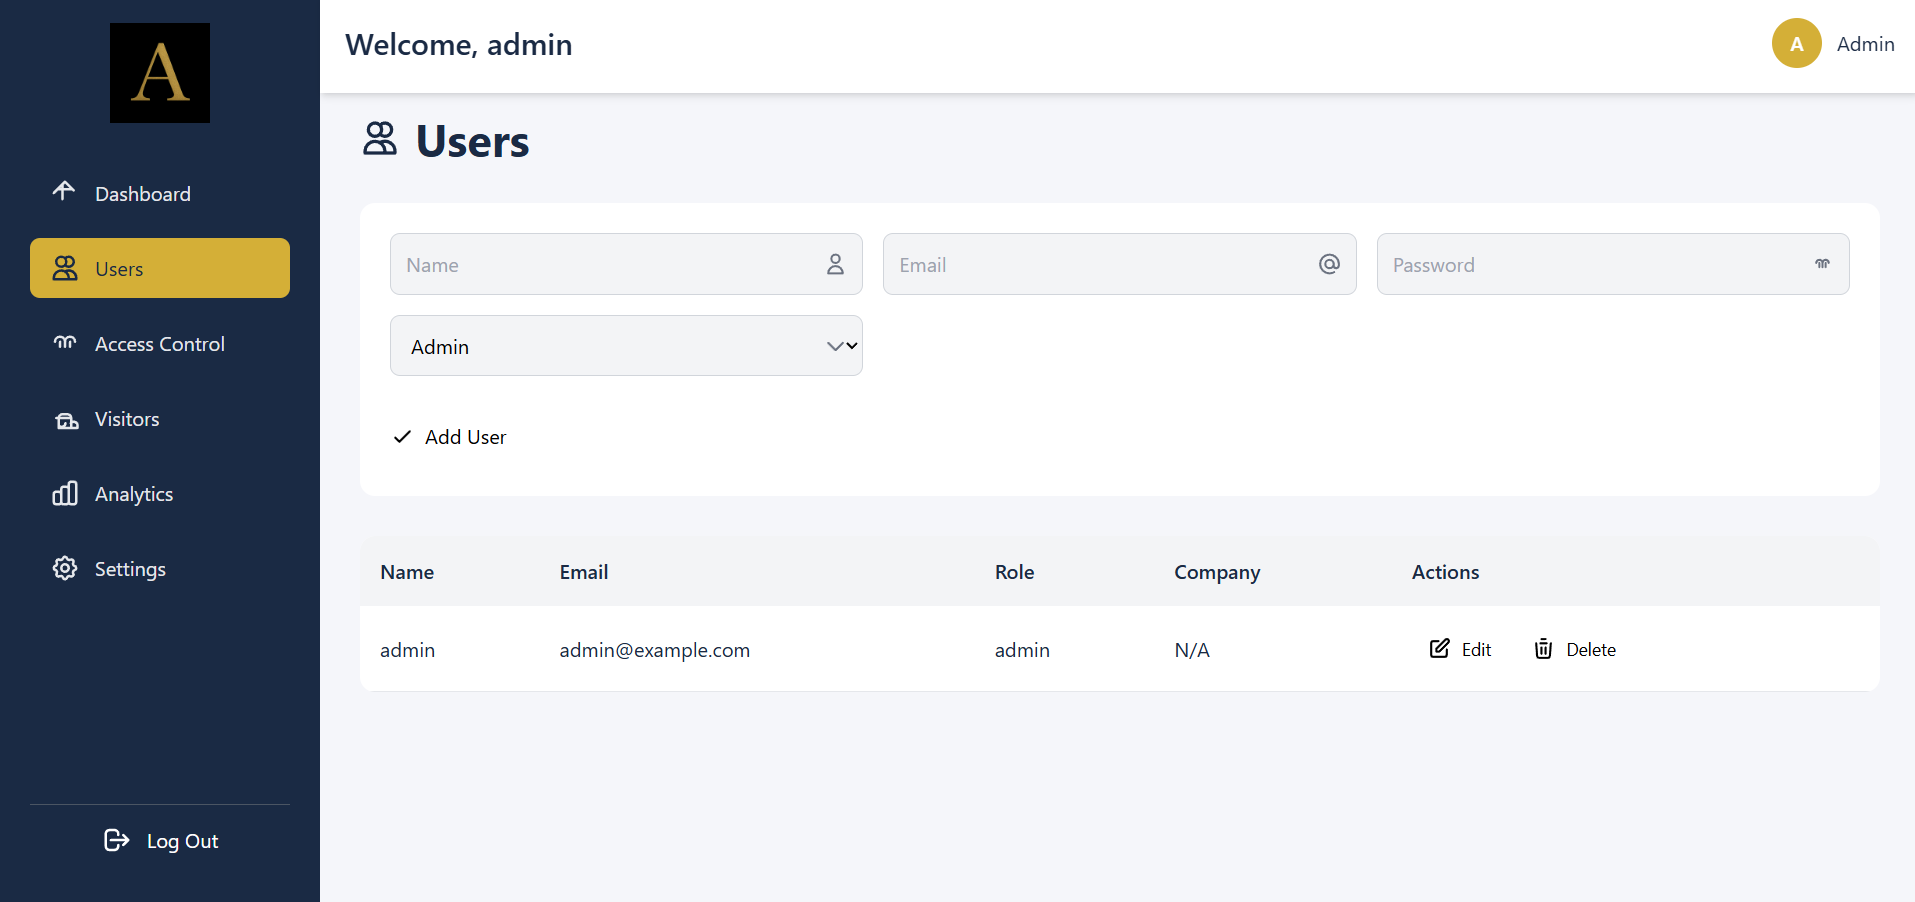 A
Welcome, admin
A Admin
Dashboard
Users
Access Control
Visitors
Analytics
Settings
Log Out
Users
Name Email Password
Admin
Add User
Name Email Role Company Actions
admin admin@example.com admin N/A Edit Delete